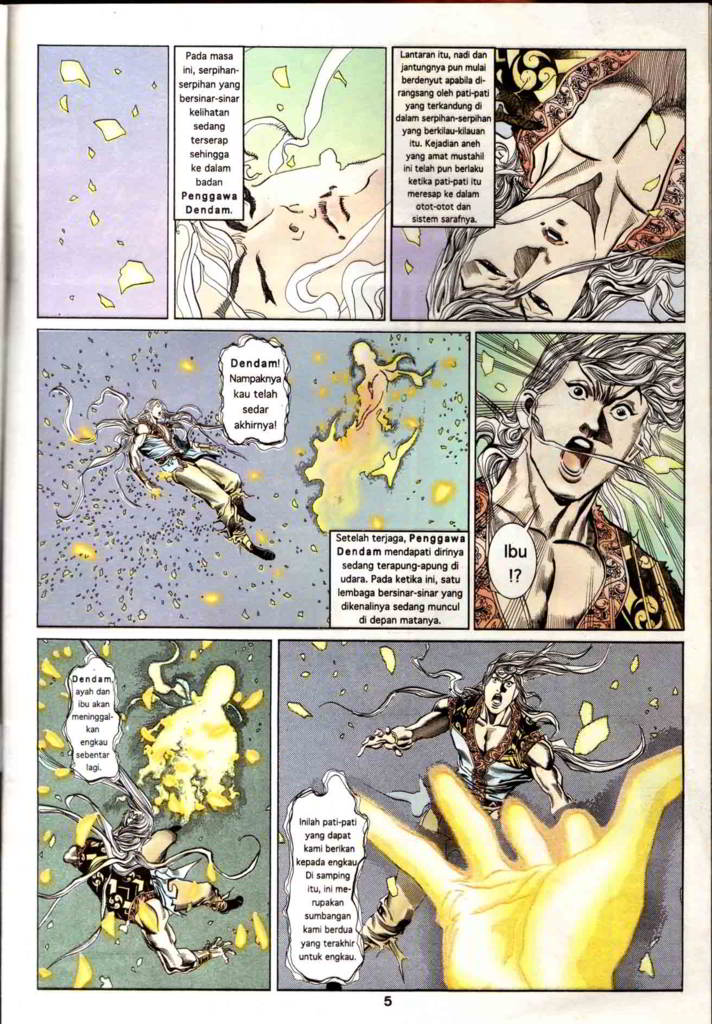 Pada masa
ini, serpihan-
serpihan yang
bersinar-sinar
kelihatan
sedang
terserap
sehingga
ke dalam
badan
Penggawa
Dendam.
Lantaran itu, nadi dan
jantungnya pun mulai
berdenyut apabila di-
rangsang oleh pati-pati
yang terkandung di
dalam serpihan-serpihan
yang berkilau-kilauan
itu. Kejadian aneh
yang amat mustahil
ini telah pun berlaku
ketika pati-pati itu
meresap ke dalam
otot-otot dan
sistem sarafnya.
Dendam!
Nampaknya
kau telah
sedar
akhirnya!
Setelah terjaga, Penggawa
Dendam mendapati dirinya
sedang terapung-apung di
udara. Pada ketika ini, satu
lembaga bersinar-sinar yang
dikenalinya sedang muncul
di depan matanya.
Ibu
!?
Dendam,
ayah dan
ibu akan
meninggal-
kan
engkau
sebentar
lagi.
Inilah pati-pati
yang dapat
kami berikan
kepada engkau.
Di samping
itu, ini me-
rupakan
sumbangan
kami berdua
yang terakhir
untuk engkau.
5